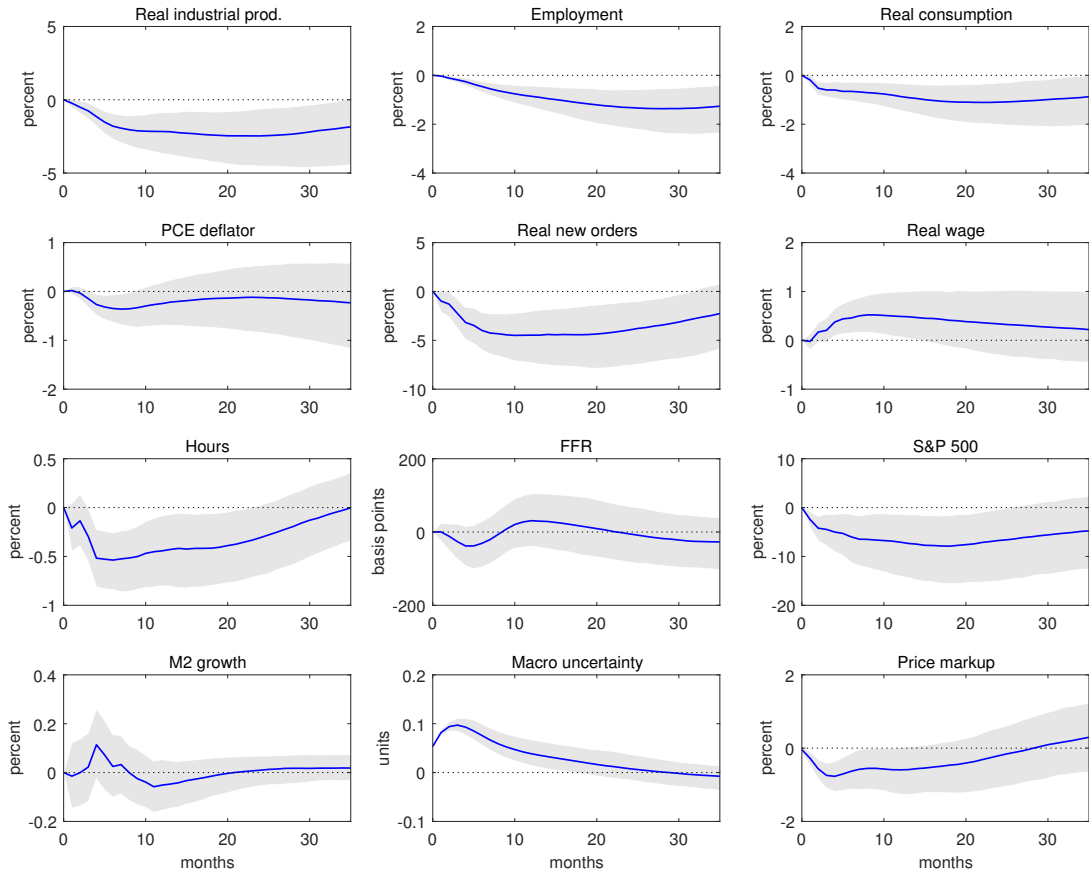 Real industrial prod.
percent
5
0
-5
0 10 20 30
Employment
percent
2
0
-2
-4
0 10 20 30
Real consumption
percent
2
0
-2
-4
0 10 20 30
PCE deflator
percent
1
0
-1
-2
0 10 20 30
Real new orders
percent
5
0
-5
-10
0 10 20 30
Real wage
percent
2
1
0
-1
0 10 20 30
Hours
percent
0.5
0
-0.5
-1
0 10 20 30
FFR
basis points
200
0
-200
0 10 20 30
S&P 500
percent
10
0
-10
-20
0 10 20 30
M2 growth
percent
0.4
0.2
0
-0.2
0 10 20 30
months
Macro uncertainty
units
0.2
0.1
0
-0.1
0 10 20 30
months
Price markup
percent
2
0
-2
0 10 20 30
months